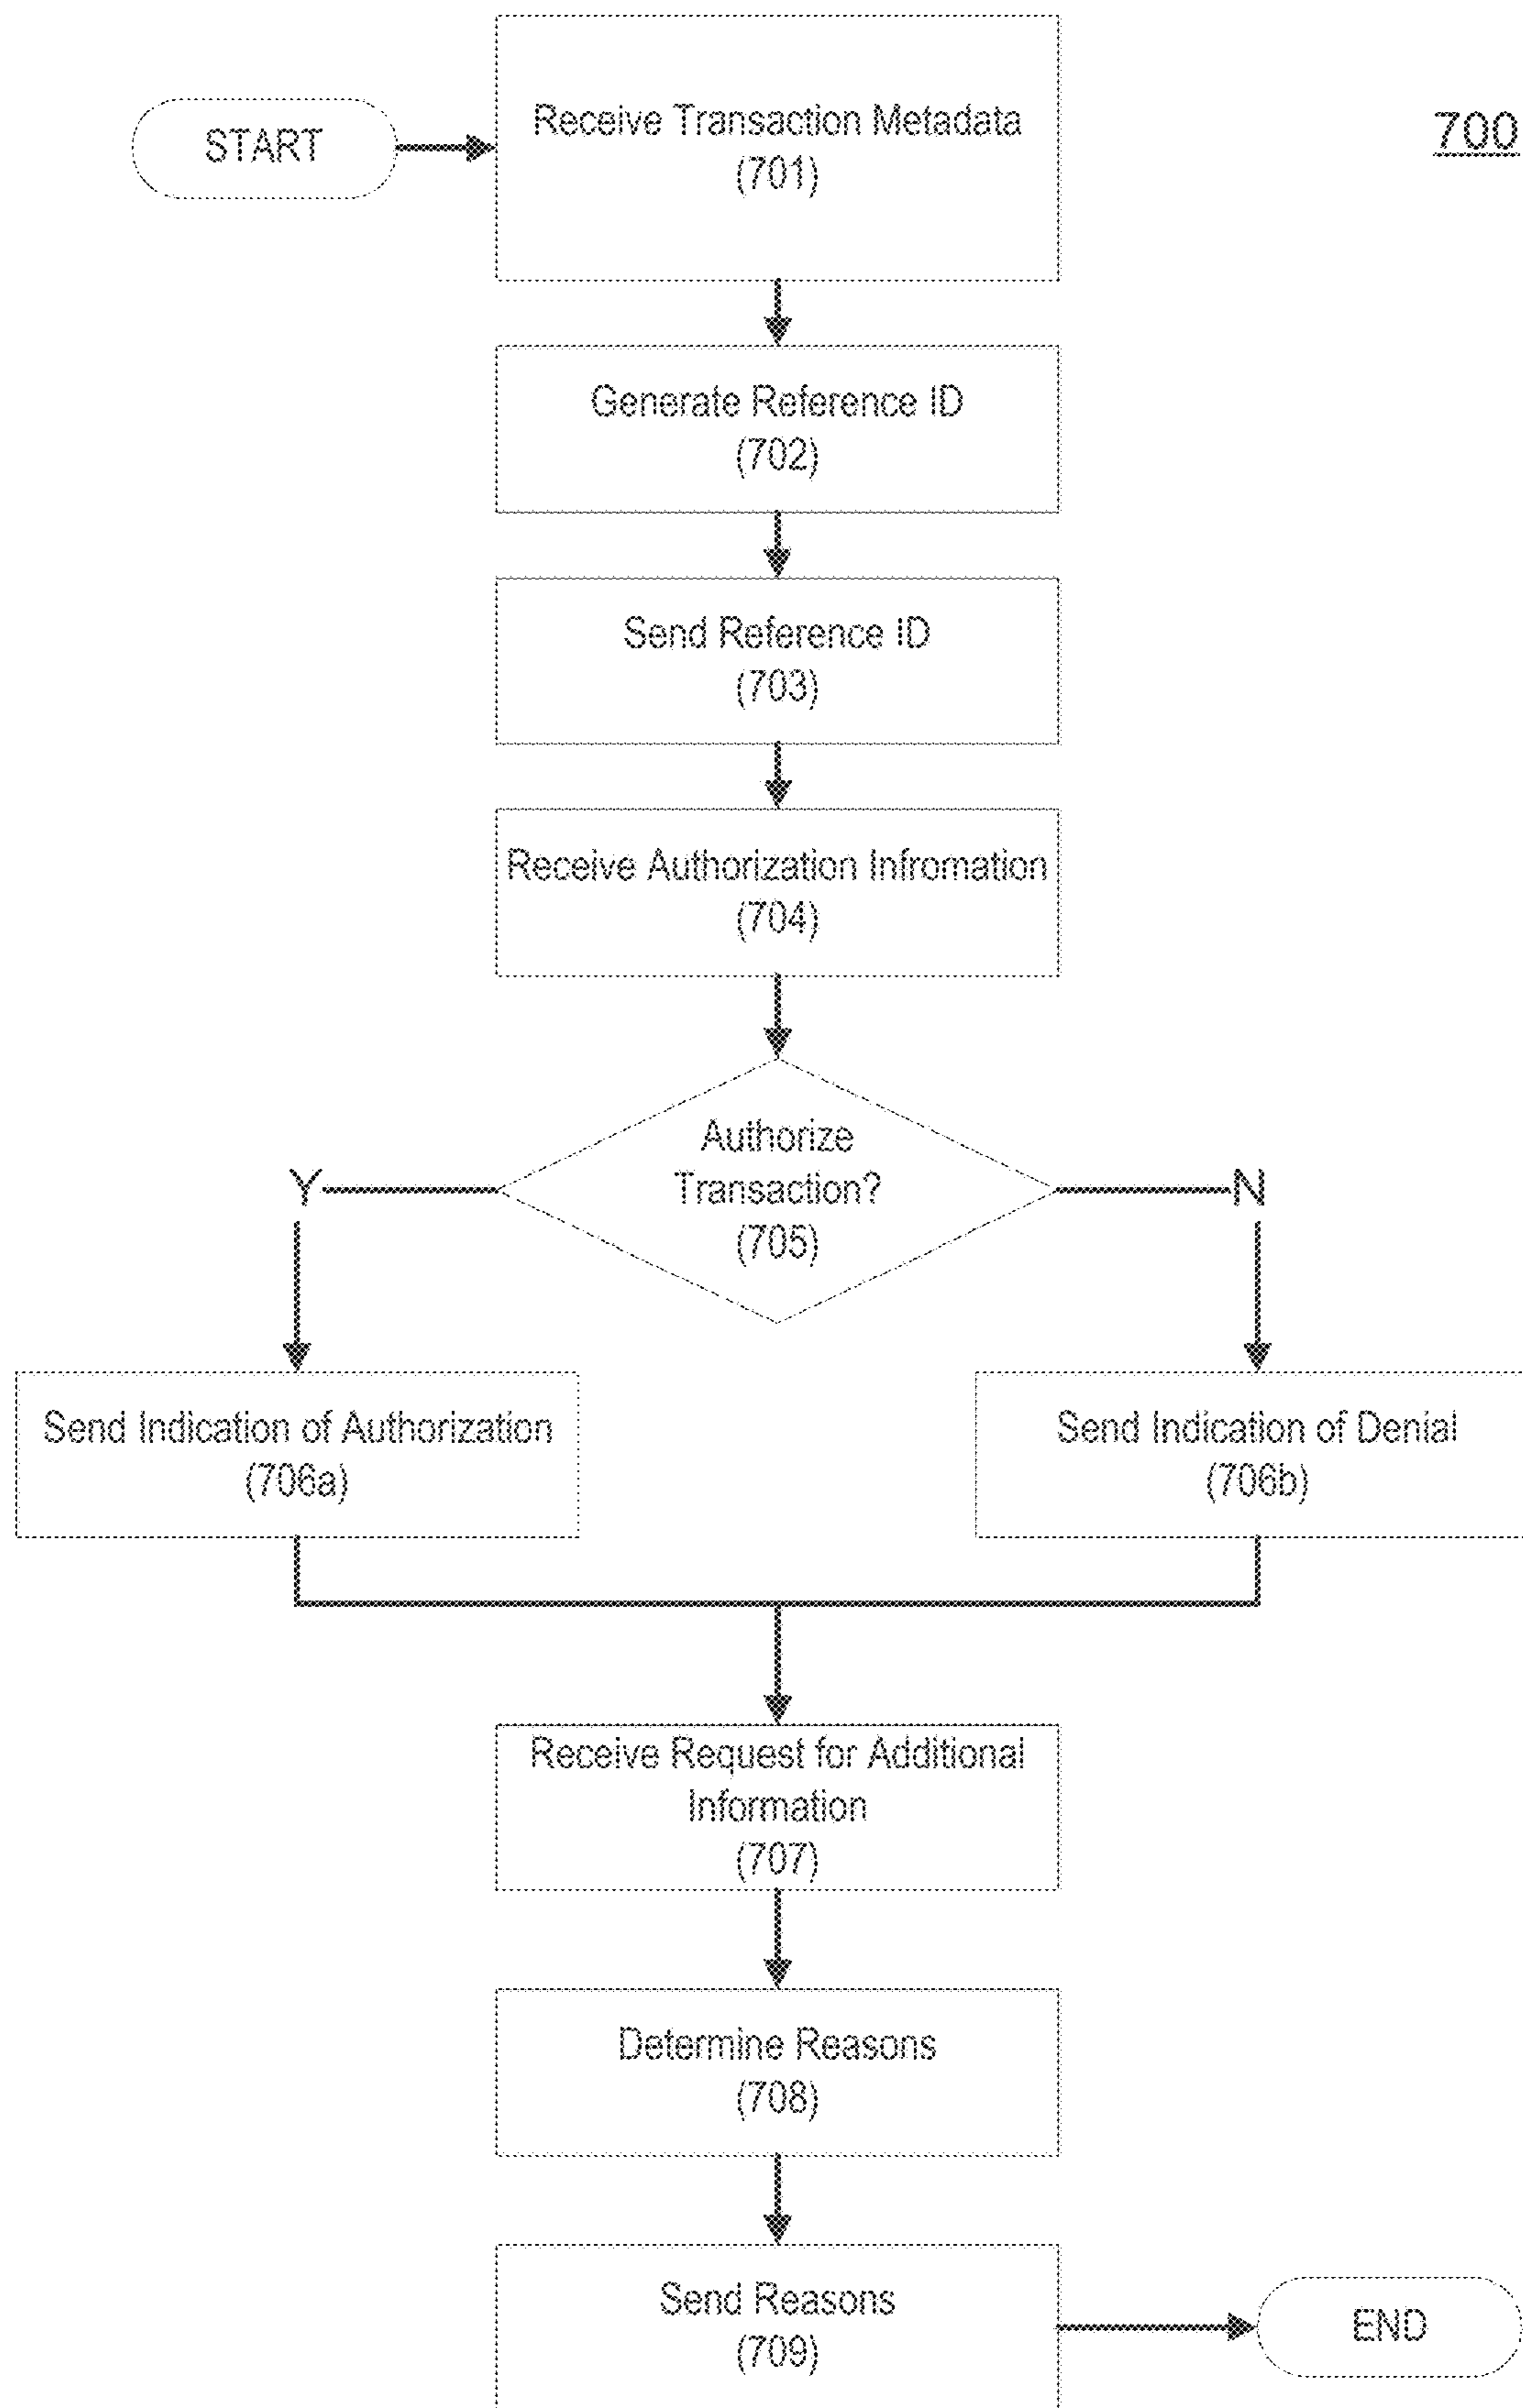 700
START
Receive Transaction Metadata
(701)
Generate Reference ID
(702)
Send Reference ID
(703)
Receive Authorization Infromation
(704)
Authorize
Transaction?
(705)
Y
N
Send Indication of Authorization
(706a)
Send Indication of Denial
(706b)
Receive Request for Additional
Information
(707)
Determine Reasons
(708)
Send Reasons
(709)
END